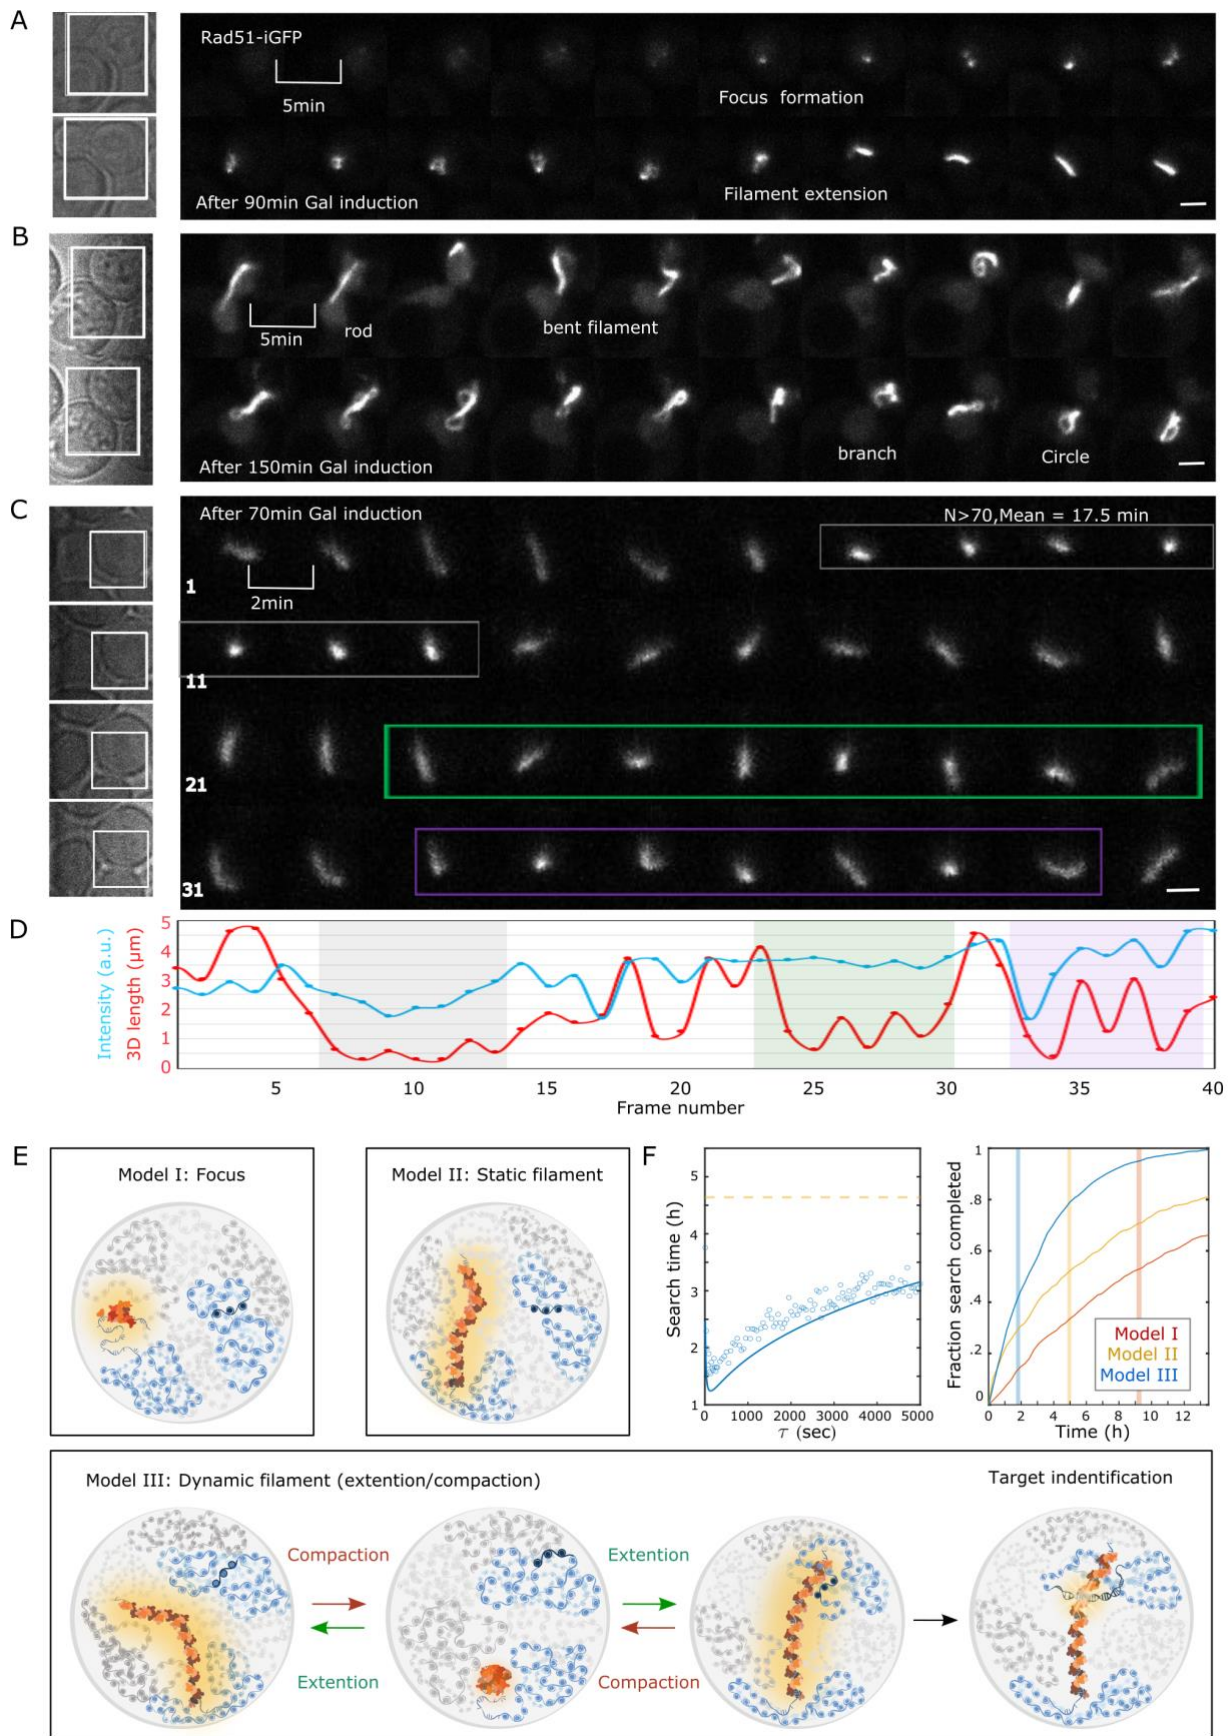 A
Rad51-iGFP
5min
Focus formation
After 90min Gal induction
Filament extension
B
5min
rod
bent filament
After 150min Gal induction
branch
Circle
C
After 70min Gal induction
N>70,Mean = 17.5 min
1
2min
11
21
31
D
Intensity (a.u.)
3D length (μm)
5
4
3
2
1
0
5
10
15
20
25
30
35
40
Frame number
E
Model I: Focus
Model II: Static filament
F
Search time (h)
5
4
3
2
1
0
1000
2000
3000
4000
5000
τ (sec)
Fraction search completed
1
.8
.6
.4
.2
0
0
2
4
6
8
10
12
Time (h)
Model I
Model II
Model III
Model III: Dynamic filament (extention/compaction)
Target indentification
Compaction
Extention
Extention
Compaction